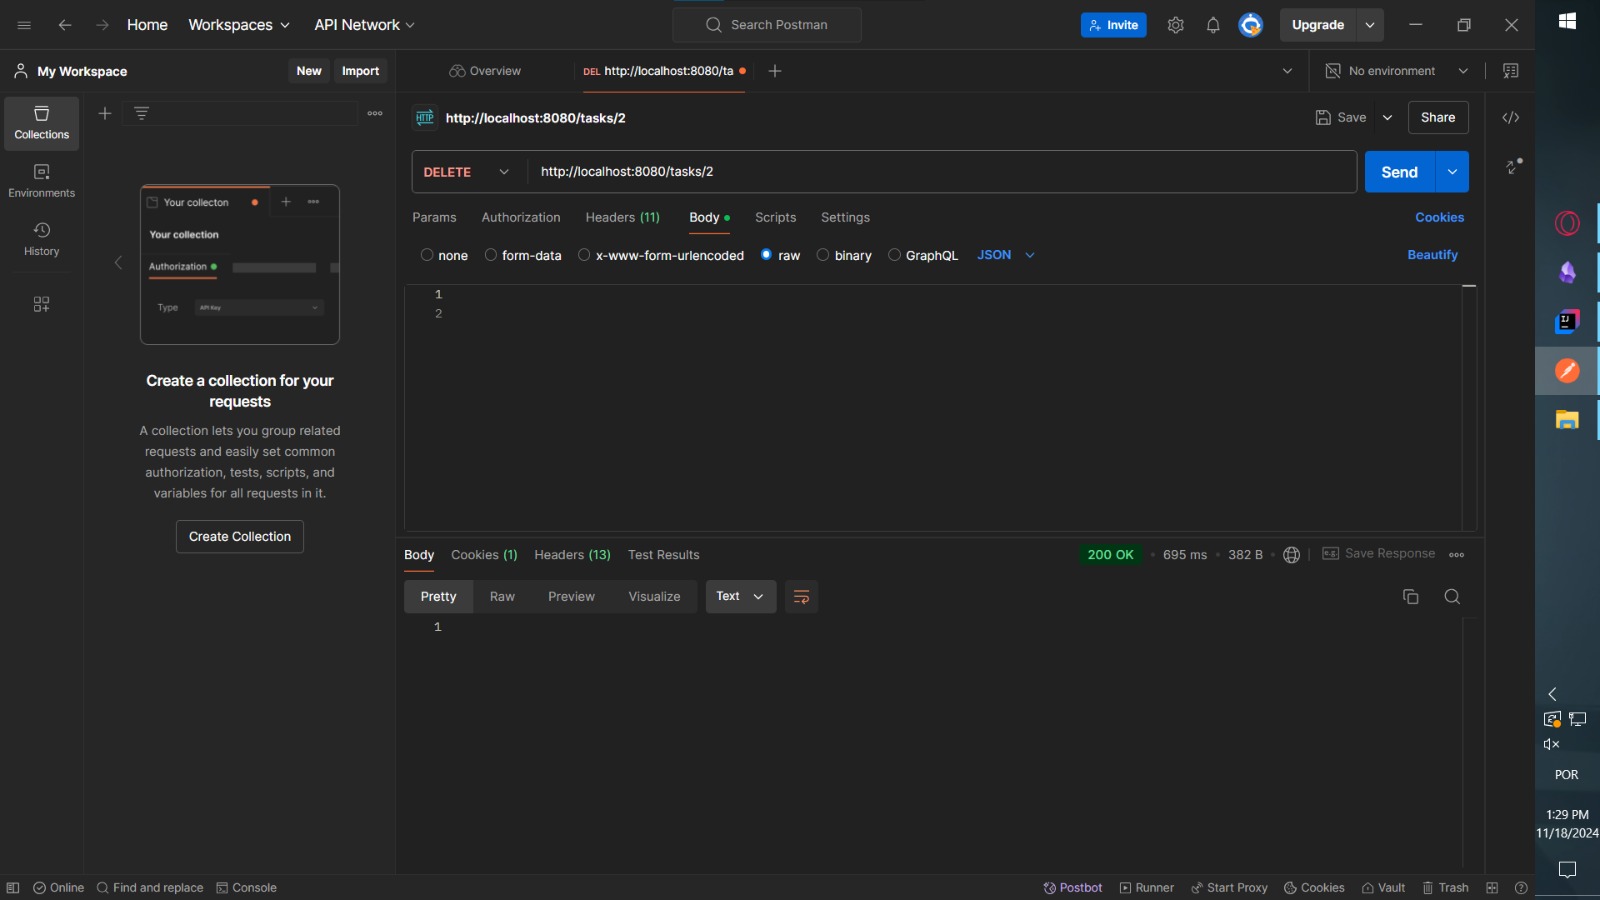 Home
Workspaces
API Network
Search Postman
Invite
Upgrade
My Workspace
New
Import
Overview
DEL http://localhost:8080/ta
No environment
Collections
Environments
History
Your collecton
Your collection
Authorization
Type
API Key
Create a collection for your
requests
A collection lets you group related
requests and easily set common
authorization, tests, scripts, and
variables for all requests in it.
Create Collection
HTTP
http://localhost:8080/tasks/2
Save
Share
DELETE
http://localhost:8080/tasks/2
Send
Params
Authorization
Headers (11)
Body
Scripts
Settings
Cookies
none
form-data
x-www-form-urlencoded
raw
binary
GraphQL
JSON
Beautify
1
2
Body
Cookies (1)
Headers (13)
Test Results
200 OK
695 ms
382 B
e.g.
Save Response
Pretty
Raw
Preview
Visualize
Text
1
Online
Find and replace
Console
Postbot
Runner
Start Proxy
Cookies
Vault
Trash
IJ
POR
1:29 PM
11/18/2024